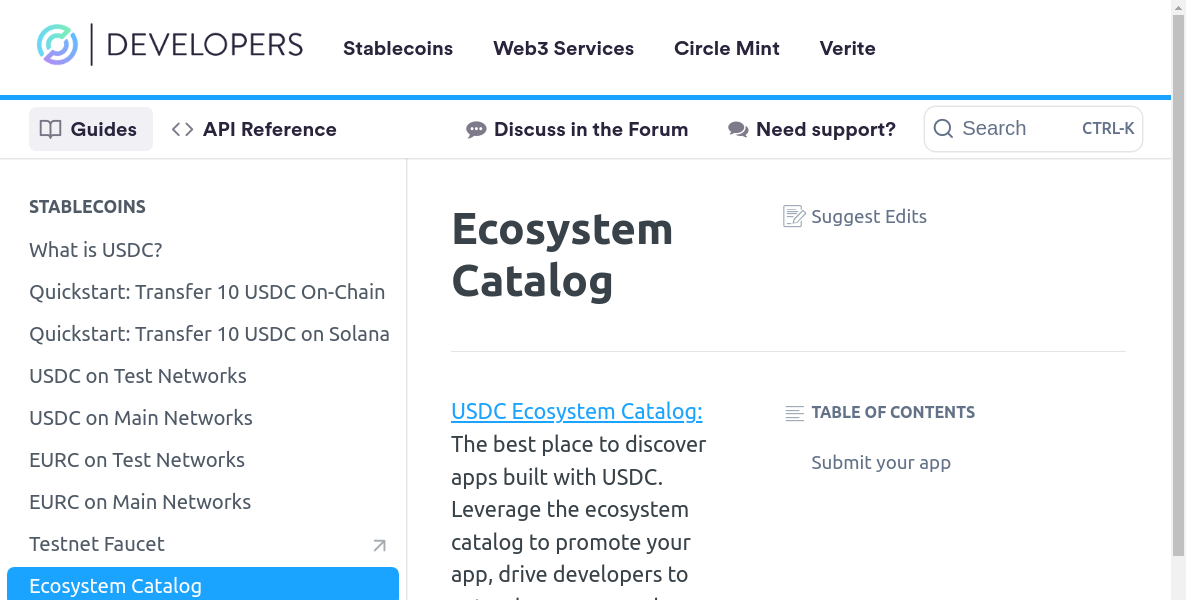 DEVELOPERS
Stablecoins
Web3 Services
Circle Mint
Verite
Guides
API Reference
Discuss in the Forum
Need support?
Search
CTRL-K
STABLECOINS
What is USDC?
Quickstart: Transfer 10 USDC On-Chain
Quickstart: Transfer 10 USDC on Solana
USDC on Test Networks
USDC on Main Networks
EURC on Test Networks
EURC on Main Networks
Testnet Faucet
Ecosystem Catalog
Ecosystem
Catalog
Suggest Edits
USDC Ecosystem Catalog:
The best place to discover
apps built with USDC.
Leverage the ecosystem
catalog to promote your
app, drive developers to
TABLE OF CONTENTS
Submit your app